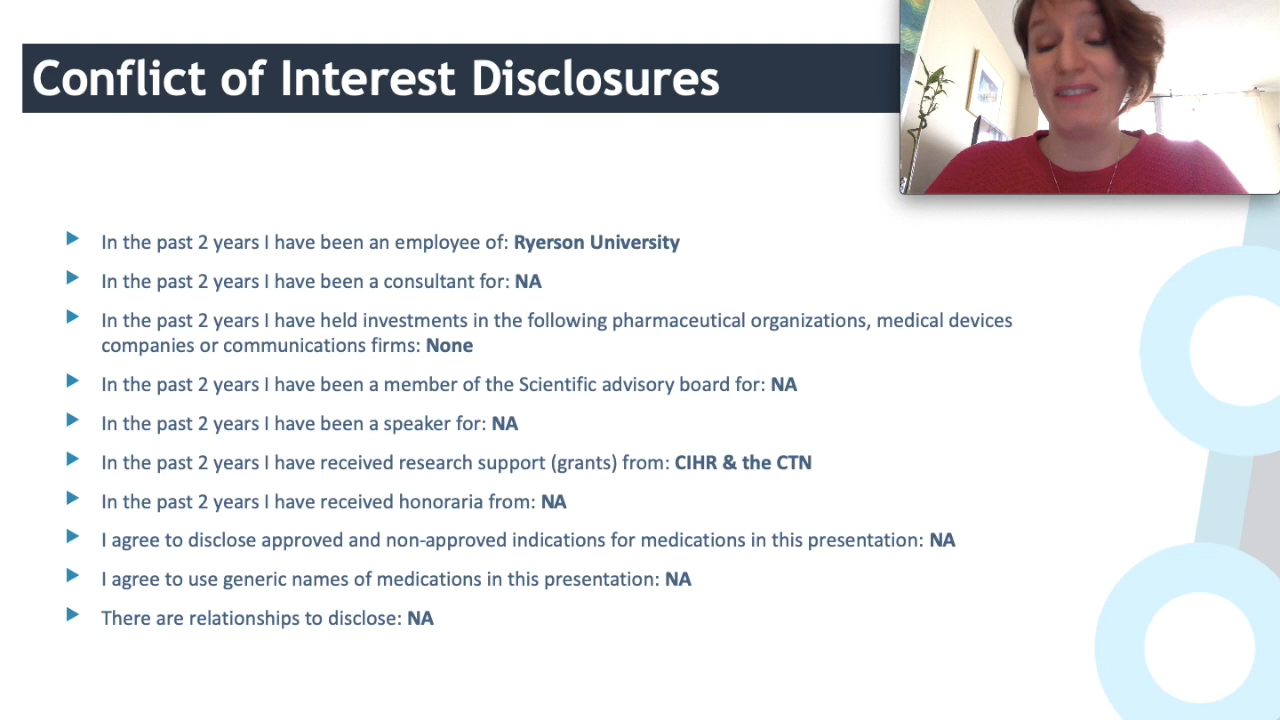 Conflict of Interest Disclosures
In the past 2 years I have been an employee of: Ryerson University
In the past 2 years I have been a consultant for: NA
In the past 2 years I have held investments in the following pharmaceutical organizations, medical devices
companies or communications firms: None
In the past 2 years I have been a member of the Scientific advisory board for: NA
In the past 2 years I have been a speaker for: NA
In the past 2 years I have received research support (grants) from: CIHR & the CTN
In the past 2 years I have received honoraria from: NA
I agree to disclose approved and non-approved indications for medications in this presentation: NA
I agree to use generic names of medications in this presentation: NA
There are relationships to disclose: NA